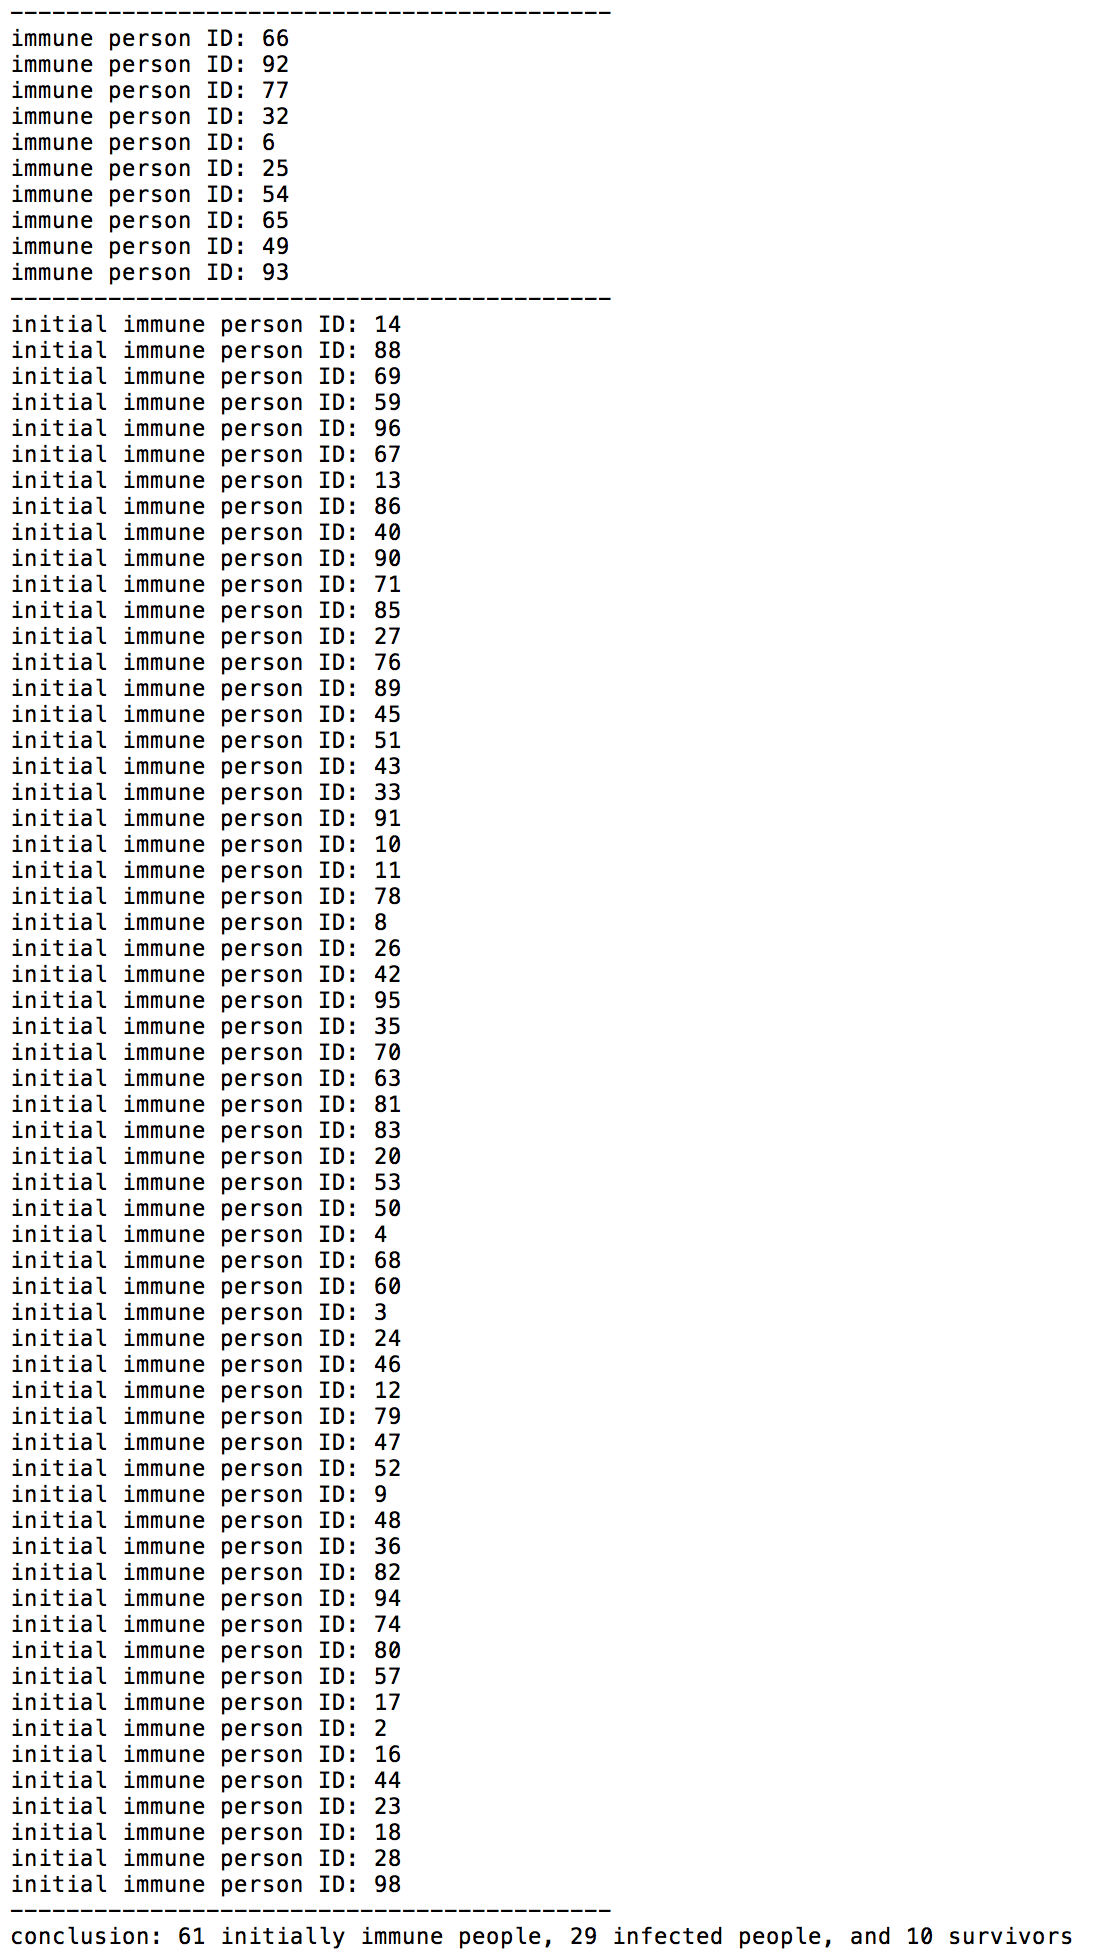 -------------------------------------------
immune person ID: 66
immune person ID: 92
immune person ID: 77
immune person ID: 32
immune person ID: 6
immune person ID: 25
immune person ID: 54
immune person ID: 65
immune person ID: 49
immune person ID: 93
-------------------------------------------
initial immune person ID: 14
initial immune person ID: 88
initial immune person ID: 69
initial immune person ID: 59
initial immune person ID: 96
initial immune person ID: 67
initial immune person ID: 13
initial immune person ID: 86
initial immune person ID: 40
initial immune person ID: 90
initial immune person ID: 71
initial immune person ID: 85
initial immune person ID: 27
initial immune person ID: 76
initial immune person ID: 89
initial immune person ID: 45
initial immune person ID: 51
initial immune person ID: 43
initial immune person ID: 33
initial immune person ID: 91
initial immune person ID: 10
initial immune person ID: 11
initial immune person ID: 78
initial immune person ID: 8
initial immune person ID: 26
initial immune person ID: 42
initial immune person ID: 95
initial immune person ID: 35
initial immune person ID: 70
initial immune person ID: 63
initial immune person ID: 81
initial immune person ID: 83
initial immune person ID: 20
initial immune person ID: 53
initial immune person ID: 50
initial immune person ID: 4
initial immune person ID: 68
initial immune person ID: 60
initial immune person ID: 3
initial immune person ID: 24
initial immune person ID: 46
initial immune person ID: 12
initial immune person ID: 79
initial immune person ID: 47
initial immune person ID: 52
initial immune person ID: 9
initial immune person ID: 48
initial immune person ID: 36
initial immune person ID: 82
initial immune person ID: 94
initial immune person ID: 74
initial immune person ID: 80
initial immune person ID: 57
initial immune person ID: 17
initial immune person ID: 2
initial immune person ID: 16
initial immune person ID: 44
initial immune person ID: 23
initial immune person ID: 18
initial immune person ID: 28
initial immune person ID: 98
-------------------------------------------
conclusion: 61 initially immune people, 29 infected people, and 10 survivors